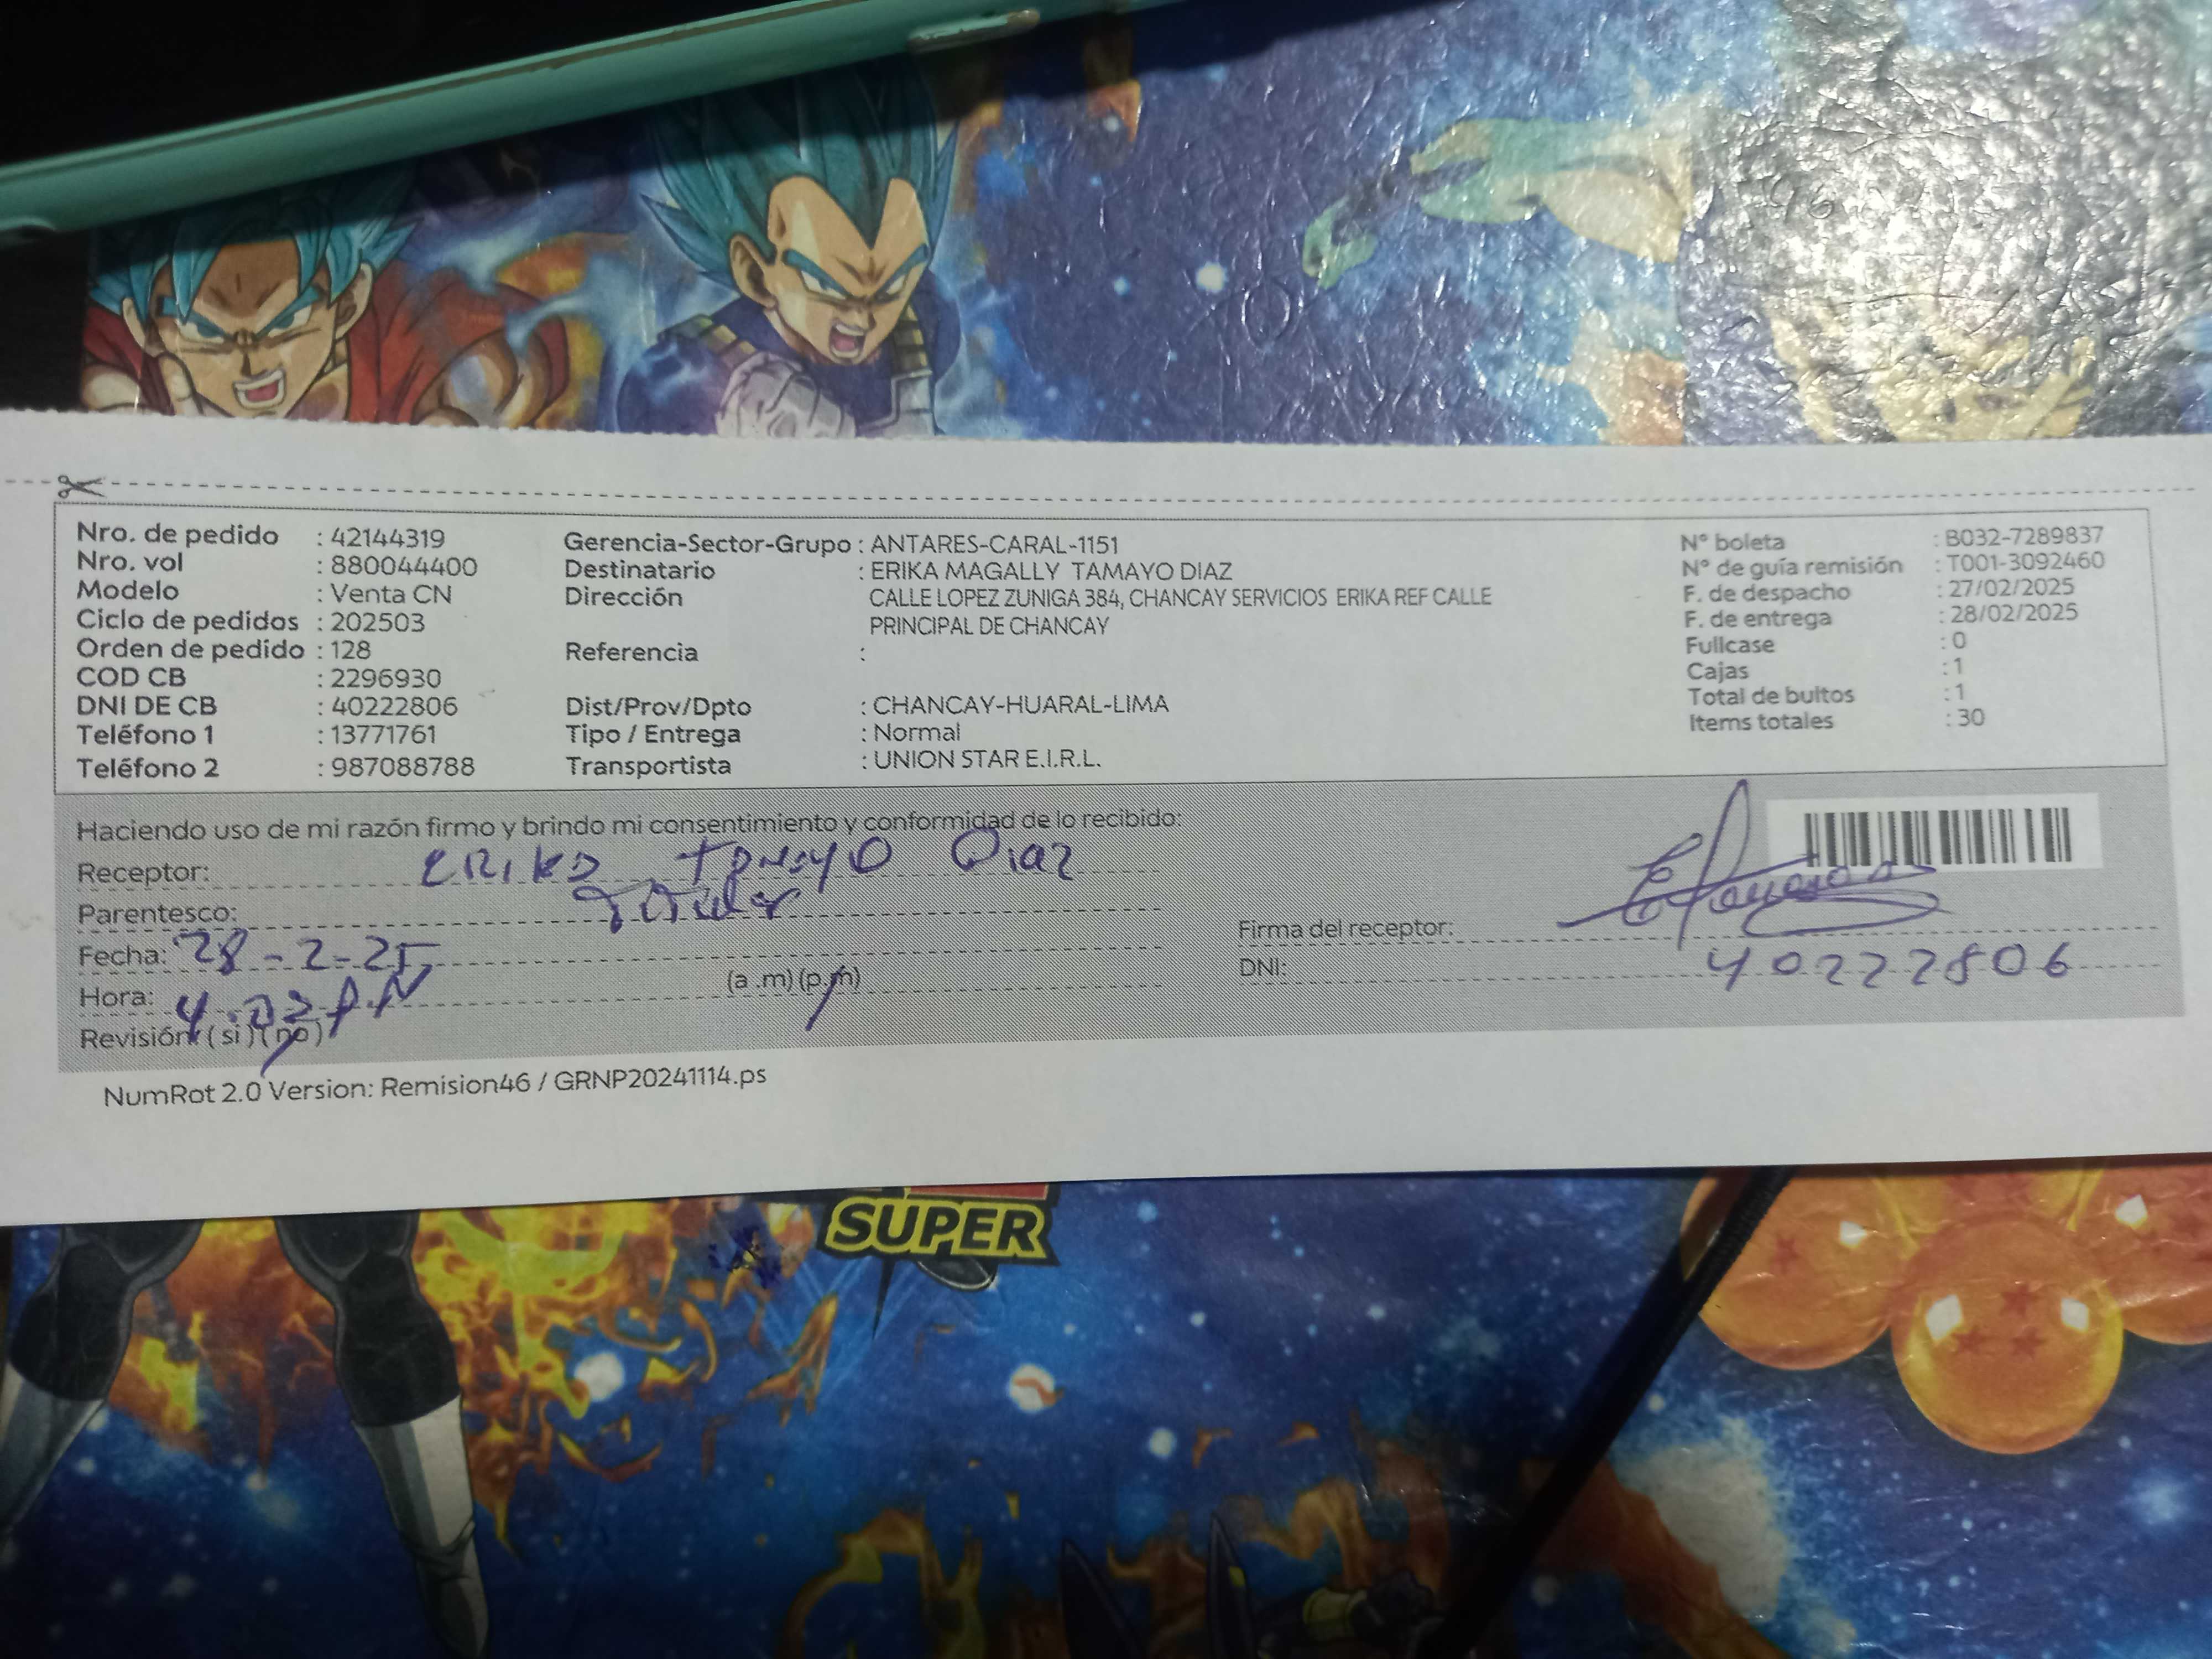 Nro. de pedido : 42144319
Nro. vol : 880044400
Modelo : Venta CN
Ciclo de pedidos : 202503
Orden de pedido : 128
COD CB : 2296930
DNI DE CB : 40222806
Teléfono 1 : 13771761
Teléfono 2 : 987088788
Gerencia-Sector-Grupo : ANTARES-CARAL-1151
Destinatario : ERIKA MAGALLY TAMAYO DIAZ
Dirección CALLE LOPEZ ZUNIGA 384, CHANCAY SERVICIOS ERIKA REF CALLE
PRINCIPAL DE CHANCAY
Referencia :
Dist/Prov/Dpto : CHANCAY-HUARAL-LIMA
Tipo / Entrega : Normal
Transportista : UNION STAR E.I.R.L.
N° boleta : B032-7289837
N° de guía remisión : T001-3092460
F. de despacho : 27/02/2025
F. de entrega : 28/02/2025
Fullcase : 0
Cajas : 1
Total de bultos : 1
Items totales : 30
Haciendo uso de mi razón firmo y brindo mi consentimiento y conformidad de lo recibido:
Receptor: Erika Tamayo Diaz
Parentesco: Titular
Fecha: 28-2-25
Hora: 4:03 P.M (a .m) (p.m)
Revisión ( si ) ( no )
Firma del receptor:
DNI: 40222806
NumRot 2.0 Version: Remision46 / GRNP20241114.ps
SUPER